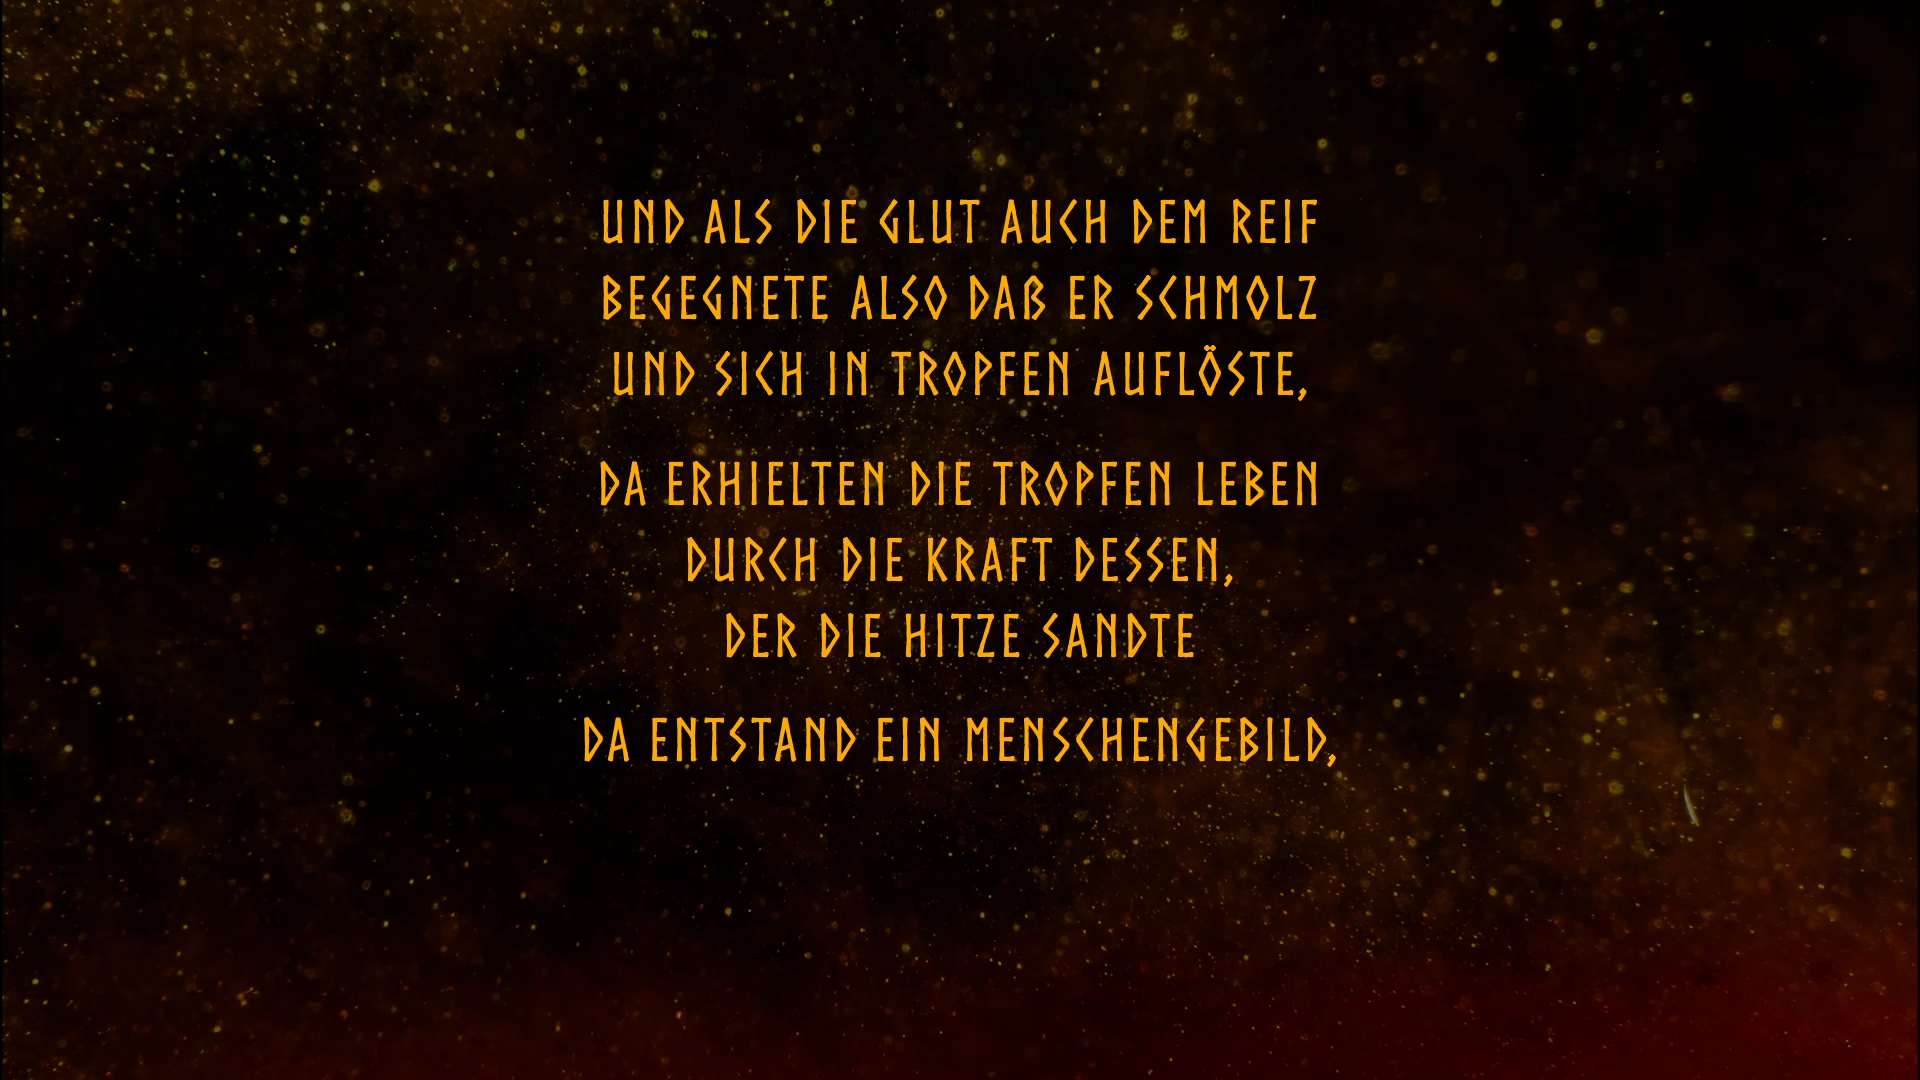 UND ALS DIE GLUT AUCH DEM REIF
BEGEGNETE ALSO DAß ER SCHMOLZ
UND SICH IN TROPFEN AUFLÖSTE,
DA ERHIELTEN DIE TROPFEN LEBEN
DURCH DIE KRAFT DESSEN,
DER DIE HITZE SANDTE
DA ENTSTAND EIN MENSCHENGEBILD,